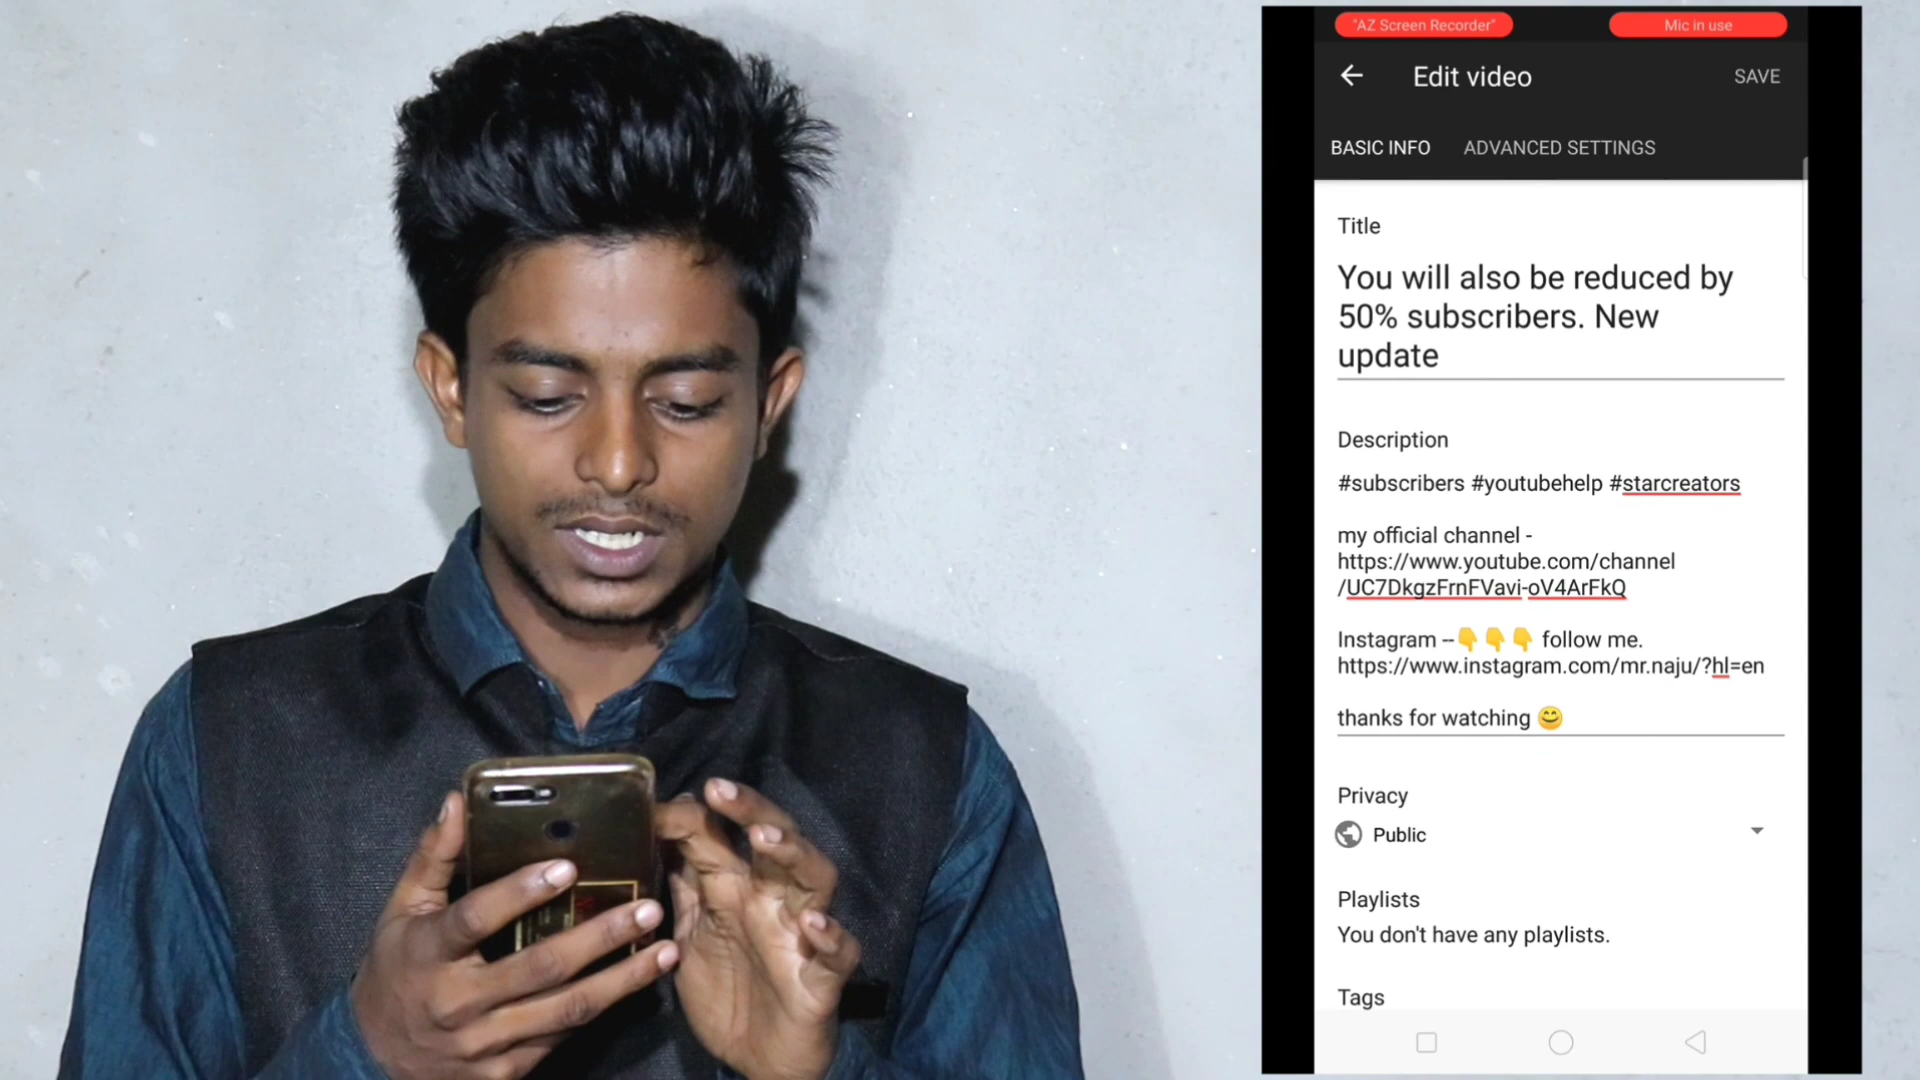 "AZ Screen Recorder"
Mic in use
Edit video
SAVE
BASIC INFO
ADVANCED SETTINGS
Title
You will also be reduced by
50% subscribers. New
update
Description
#subscribers #youtubehelp #starcreators
my official channel -
https://www.youtube.com/channel
/UC7DkgzFrnFVavi-oV4ArFkQ
Instagram --👇👇👇 follow me.
https://www.instagram.com/mr.naju/?hl=en
thanks for watching 😊
Privacy
Public
Playlists
You don't have any playlists.
Tags